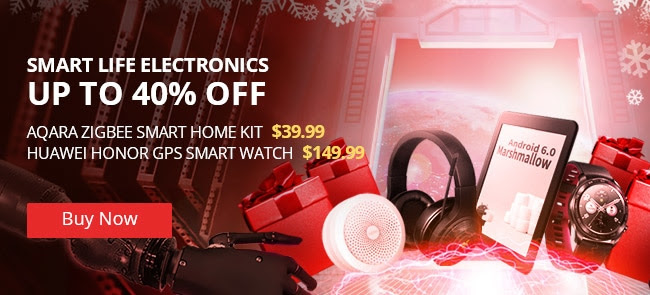 SMART LIFE ELECTRONICS
UP TO 40% OFF
AQARA ZIGBEE SMART HOME KIT $39.99
HUAWEI HONOR GPS SMART WATCH $149.99
Buy Now
Android 6.0
Marshmallow